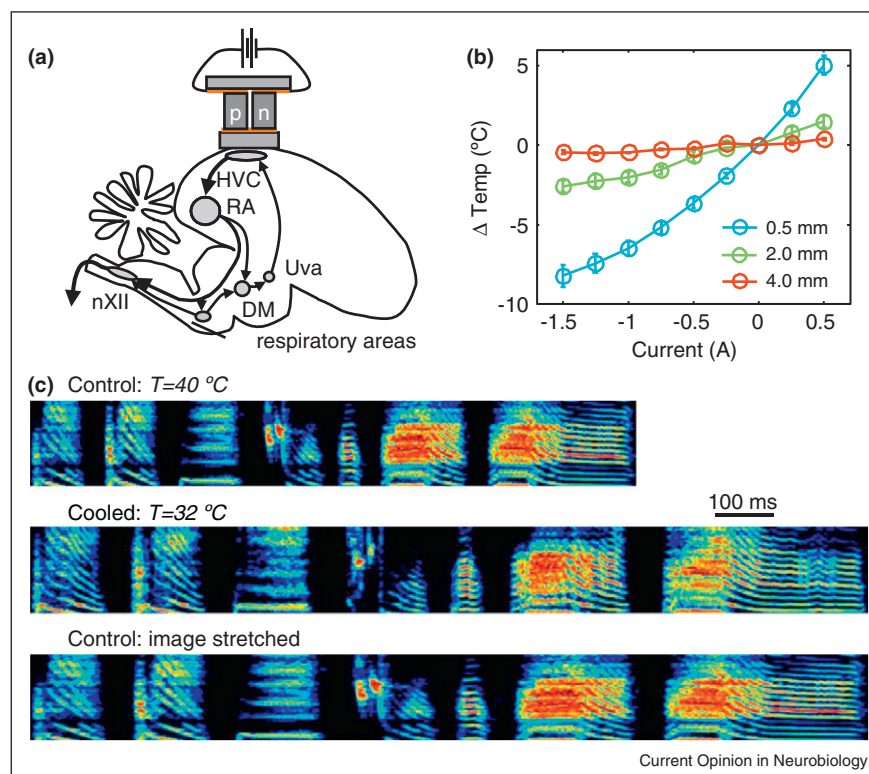 (a)
p n
HVC
RA
Uva
nXII
DM
respiratory areas
(b)
5
0
-5
-10
Δ Temp (°C)
0.5 mm
2.0 mm
4.0 mm
-1.5 -1 -0.5 0 0.5
Current (A)
(c) Control: T=40 °C
Cooled: T=32 °C
100 ms
Control: image stretched
Current Opinion in Neurobiology